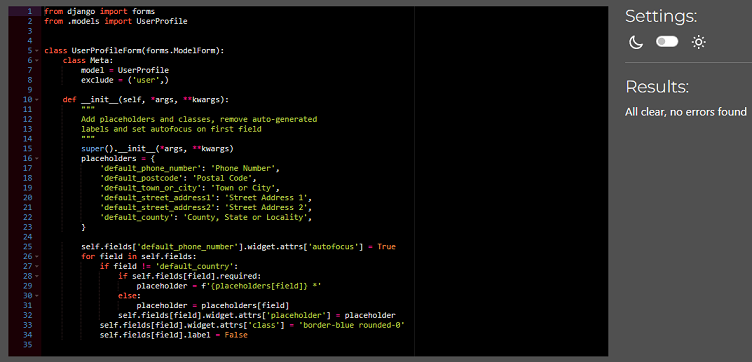 1 from django import forms
2 from .models import UserProfile
3
4
5 class UserProfileForm(forms.ModelForm):
6     class Meta:
7         model = UserProfile
8         exclude = ('user',)
9
10     def __init__(self, *args, **kwargs):
11         """
12         Add placeholders and classes, remove auto-generated
13         labels and set autofocus on first field
14         """
15         super().__init__(*args, **kwargs)
16         placeholders = {
17             'default_phone_number': 'Phone Number',
18             'default_postcode': 'Postal Code',
19             'default_town_or_city': 'Town or City',
20             'default_street_address1': 'Street Address 1',
21             'default_street_address2': 'Street Address 2',
22             'default_county': 'County, State or Locality',
23         }
24
25         self.fields['default_phone_number'].widget.attrs['autofocus'] = True
26         for field in self.fields:
27             if field != 'default_country':
28                 if self.fields[field].required:
29                     placeholder = f'{placeholders[field]} *'
30                 else:
31                     placeholder = placeholders[field]
32                 self.fields[field].widget.attrs['placeholder'] = placeholder
33             self.fields[field].widget.attrs['class'] = 'border-blue rounded-0'
34             self.fields[field].label = False
35
Settings:
Results:
All clear, no errors found